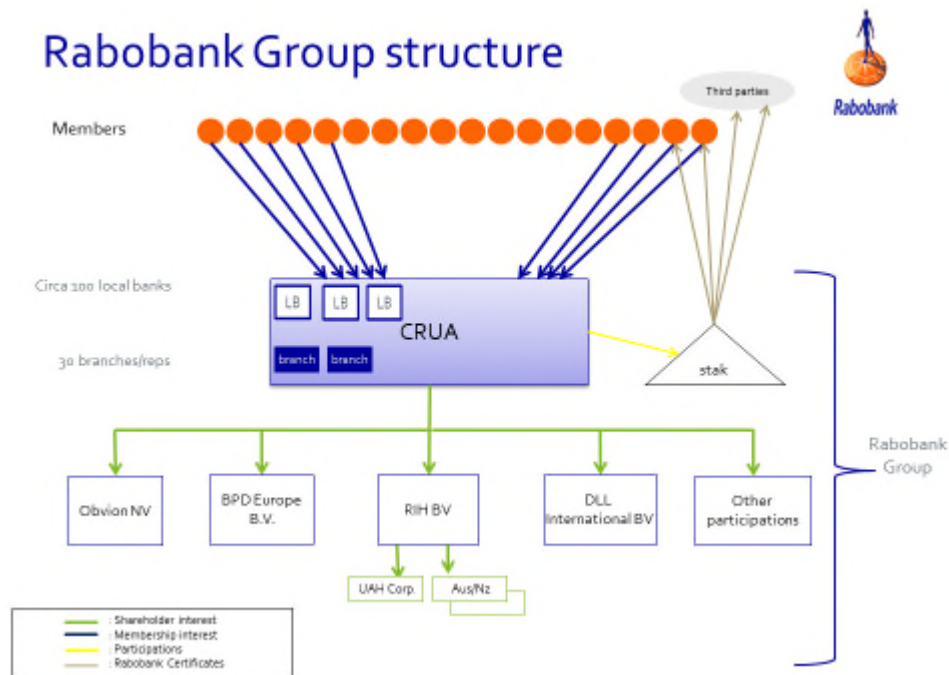 Rabobank Group structure
Third parties
Rabobank
Members
Circa 100 local banks
LB
LB
LB
CRUA
30 branches/reps
branch
branch
stak
Rabobank
Group
Obvion NV
BPD Europe
B.V.
RIH BV
DLL
International BV
Other
participations
UAH Corp.
Aus/Nz
: Shareholder interest
: Membership interest
: Participations
: Rabobank Certificates